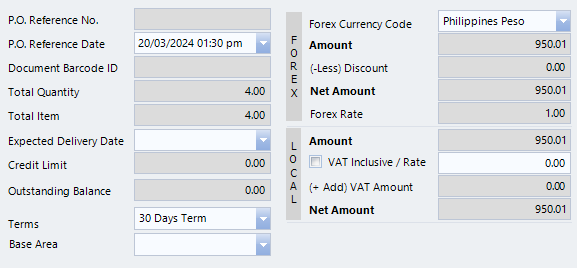 P.O. Reference No.
P.O. Reference Date 20/03/2024 01:30 pm
Document Barcode ID
Total Quantity 4.00
Total Item 4.00
Expected Delivery Date
Credit Limit 0.00
Outstanding Balance 0.00
Terms 30 Days Term
Base Area
FOREX
Forex Currency Code Philippines Peso
Amount 950.01
(-Less) Discount 0.00
Net Amount 950.01
Forex Rate 1.00
LOCAL
Amount 950.01
VAT Inclusive / Rate 0.00
(+ Add) VAT Amount 0.00
Net Amount 950.01